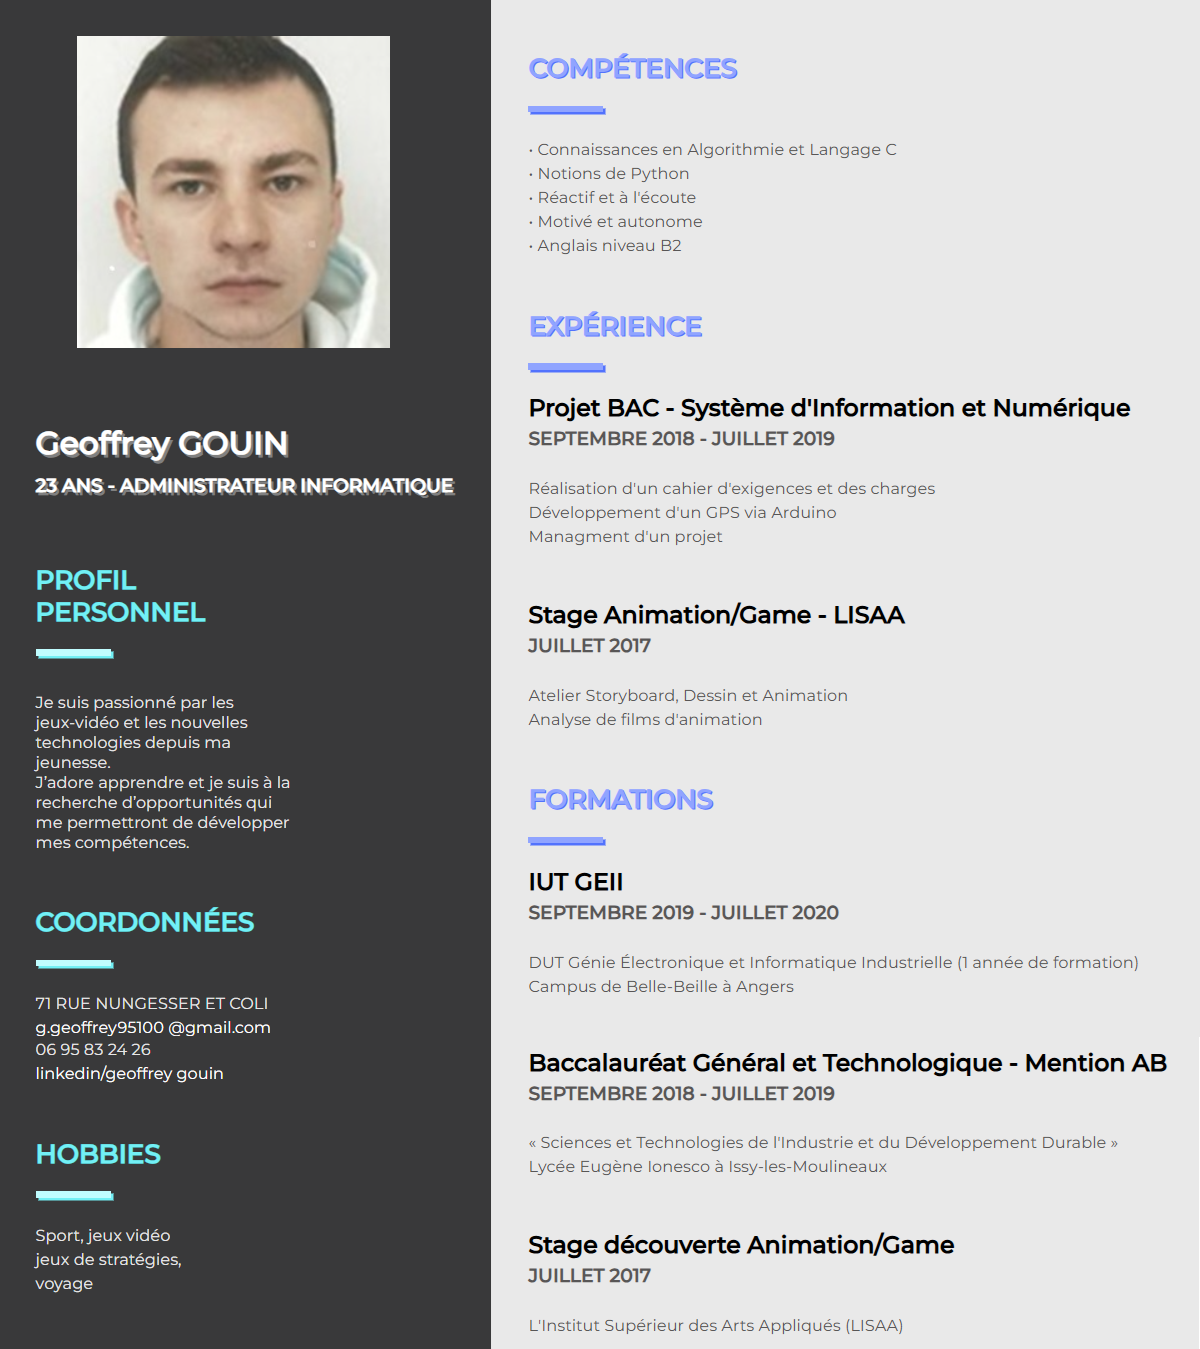 Geoffrey GOUIN
23 ANS - ADMINISTRATEUR INFORMATIQUE
PROFIL
PERSONNEL
Je suis passionné par les
jeux-vidéo et les nouvelles
technologies depuis ma
jeunesse.
J’adore apprendre et je suis à la
recherche d’opportunités qui
me permettront de développer
mes compétences.
COORDONNÉES
71 RUE NUNGESSER ET COLI
g.geoffrey95100 @gmail.com
06 95 83 24 26
linkedin/geoffrey gouin
HOBBIES
Sport, jeux vidéo
jeux de stratégies,
voyage
COMPÉTENCES
• Connaissances en Algorithmie et Langage C
• Notions de Python
• Réactif et à l'écoute
• Motivé et autonome
• Anglais niveau B2
EXPÉRIENCE
Projet BAC - Système d'Information et Numérique
SEPTEMBRE 2018 - JUILLET 2019
Réalisation d'un cahier d'exigences et des charges
Développement d'un GPS via Arduino
Managment d'un projet
Stage Animation/Game - LISAA
JUILLET 2017
Atelier Storyboard, Dessin et Animation
Analyse de films d'animation
FORMATIONS
IUT GEII
SEPTEMBRE 2019 - JUILLET 2020
DUT Génie Électronique et Informatique Industrielle (1 année de formation)
Campus de Belle-Beille à Angers
Baccalauréat Général et Technologique - Mention AB
SEPTEMBRE 2018 - JUILLET 2019
« Sciences et Technologies de l'Industrie et du Développement Durable »
Lycée Eugène Ionesco à Issy-les-Moulineaux
Stage découverte Animation/Game
JUILLET 2017
L'Institut Supérieur des Arts Appliqués (LISAA)